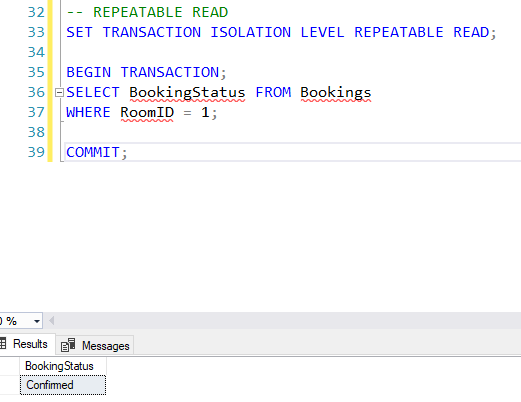 32 -- REPEATABLE READ
33 SET TRANSACTION ISOLATION LEVEL REPEATABLE READ;
34
35 BEGIN TRANSACTION;
36 SELECT BookingStatus FROM Bookings
37 WHERE RoomID = 1;
38
39 COMMIT;
0 %
Results Messages
BookingStatus
Confirmed